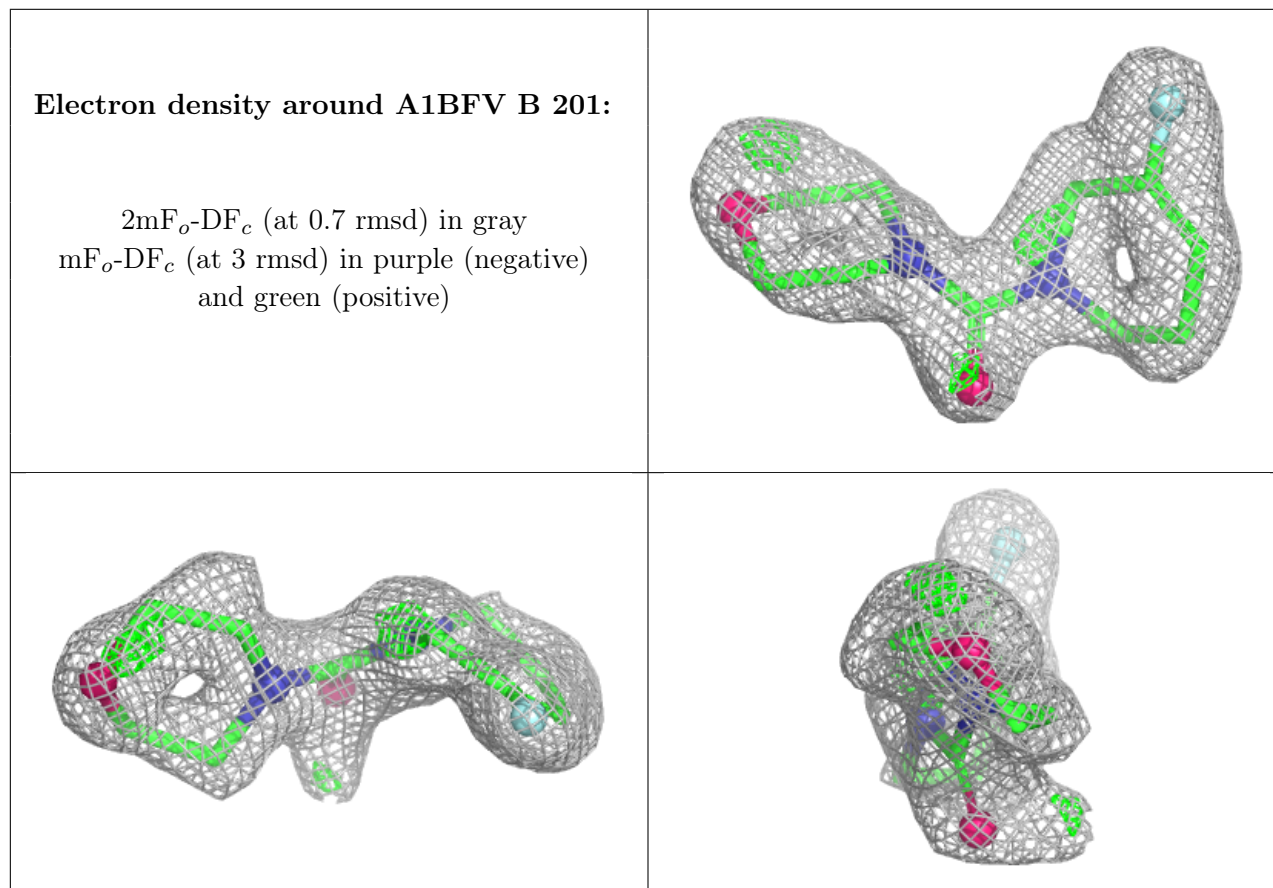 Electron density around A1BFV B 201:
2mFₒ-DF𝒸 (at 0.7 rmsd) in gray
mFₒ-DF𝒸 (at 3 rmsd) in purple (negative)
and green (positive)